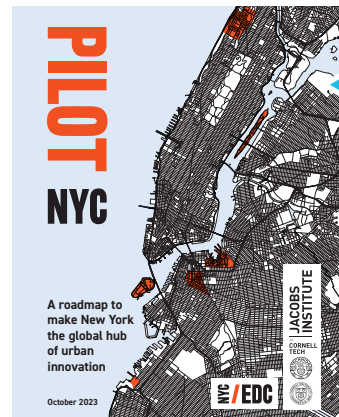 PILOT
NYC
A roadmap to
make New York
the global hub
of urban
innovation
October 2023
NYC / EDC
JACOBS
INSTITUTE
CORNELL
TECH